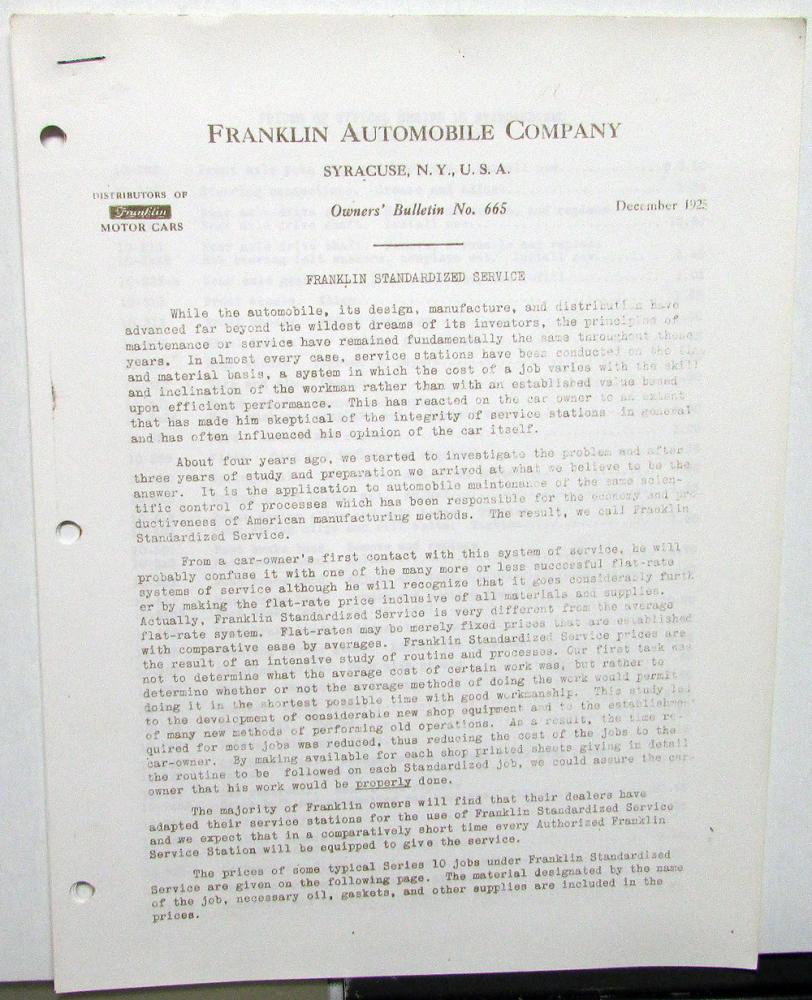 FRANKLIN AUTOMOBILE COMPANY
SYRACUSE, N. Y., U. S. A.
DISTRIBUTORS OF
Franklin
MOTOR CARS
Owners' Bulletin No. 665
December 1925
FRANKLIN STANDARDIZED SERVICE
While the automobile, its design, manufacture, and distribution have
advanced far beyond the wildest dreams of its inventors, the principles of
maintenance or service have remained fundamentally the same throughout these
years. In almost every case, service stations have been conducted on the time
and material basis, a system in which the cost of a job varies with the skill
and inclination of the workman rather than with an established value based
upon efficient performance. This has reacted on the car owner to an extent
that has made him skeptical of the integrity of service stations in general
and has often influenced his opinion of the car itself.
About four years ago, we started to investigate the problem and after
three years of study and preparation we arrived at what we believe to be the
answer. It is the application to automobile maintenance of the same scien-
tific control of processes which has been responsible for the economy and pro-
ductiveness of American manufacturing methods. The result, we call Franklin
Standardized Service.
From a car-owner's first contact with this system of service, he will
probably confuse it with one of the many more or less successful flat-rate
systems of service although he will recognize that it goes considerably furth
er by making the flat-rate price inclusive of all materials and supplies.
Actually, Franklin Standardized Service is very different from the average
flat-rate system. Flat-rates may be merely fixed prices that are established
with comparative ease by averages. Franklin Standardized Service prices are
the result of an intensive study of routine and processes. Our first task was
not to determine what the average cost of certain work was, but rather to
determine whether or not the average methods of doing the work would permit
doing it in the shortest possible time with good workmanship. This study led
to the development of considerable new shop equipment and to the establishment
of many new methods of performing old operations. As a result, the time re-
quired for most jobs was reduced, thus reducing the cost of the jobs to the
car-owner. By making available for each shop printed sheets giving in detail
the routine to be followed on each Standardized job, we could assure the car-
owner that his work would be properly done.
The majority of Franklin owners will find that their dealers have
adapted their service stations for the use of Franklin Standardized Service
and we expect that in a comparatively short time every Authorized Franklin
Service Station will be equipped to give the service.
The prices of some typical Series 10 jobs under Franklin Standardized
Service are given on the following page. The material designated by the name
of the job, necessary oil, gaskets, and other supplies are included in the
prices.